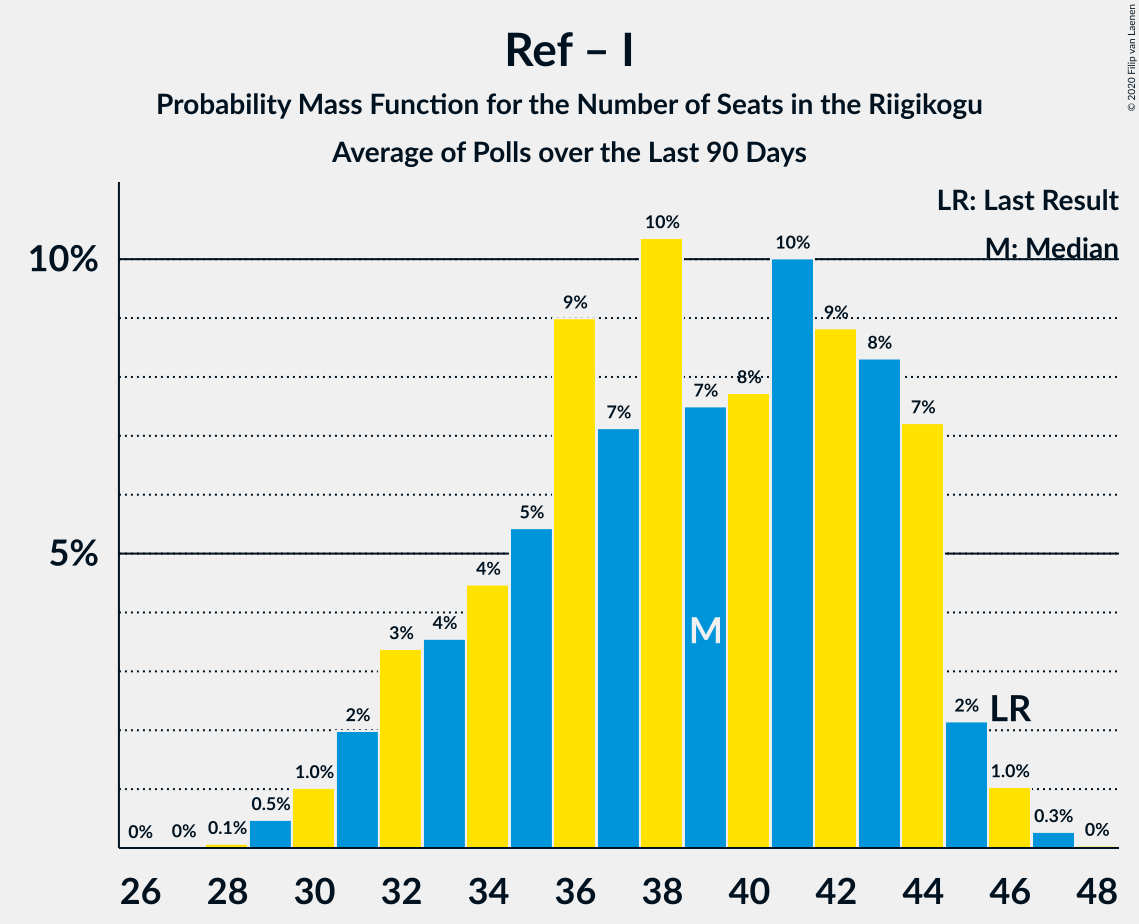 Ref – I
Probability Mass Function for the Number of Seats in the Riigikogu
Average of Polls over the Last 90 Days
© 2020 Filip van Laenen
LR: Last Result
M: Median
10%
5%
0%
0%
0.1%
0.5%
1.0%
2%
3%
4%
4%
5%
9%
7%
10%
7%
8%
10%
9%
8%
7%
2%
1.0%
0.3%
0%
M
LR
26 28 30 32 34 36 38 40 42 44 46 48